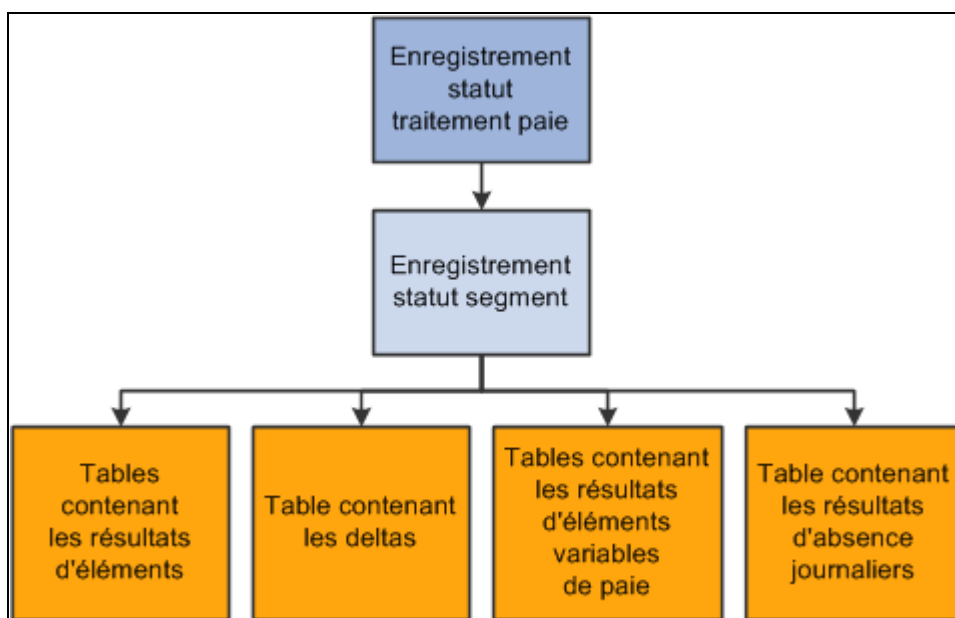 Enregistrement
statut
traitement paie
Enregistrement
statut segment
Tables
contenant
les résultats
d'éléments
Table contenant
les deltas
Tables contenant
les résultats
d'éléments
variables
de paie
Table contenant
les résultats
d'absence
journaliers